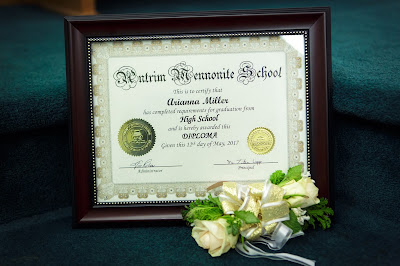 Antrim Mennonite School
This is to certify that
Arianna Miller
has completed requirements for graduation from
High School
and is hereby awarded this
DIPLOMA
Given this 15th day of May, 2017
Administrator
Principal